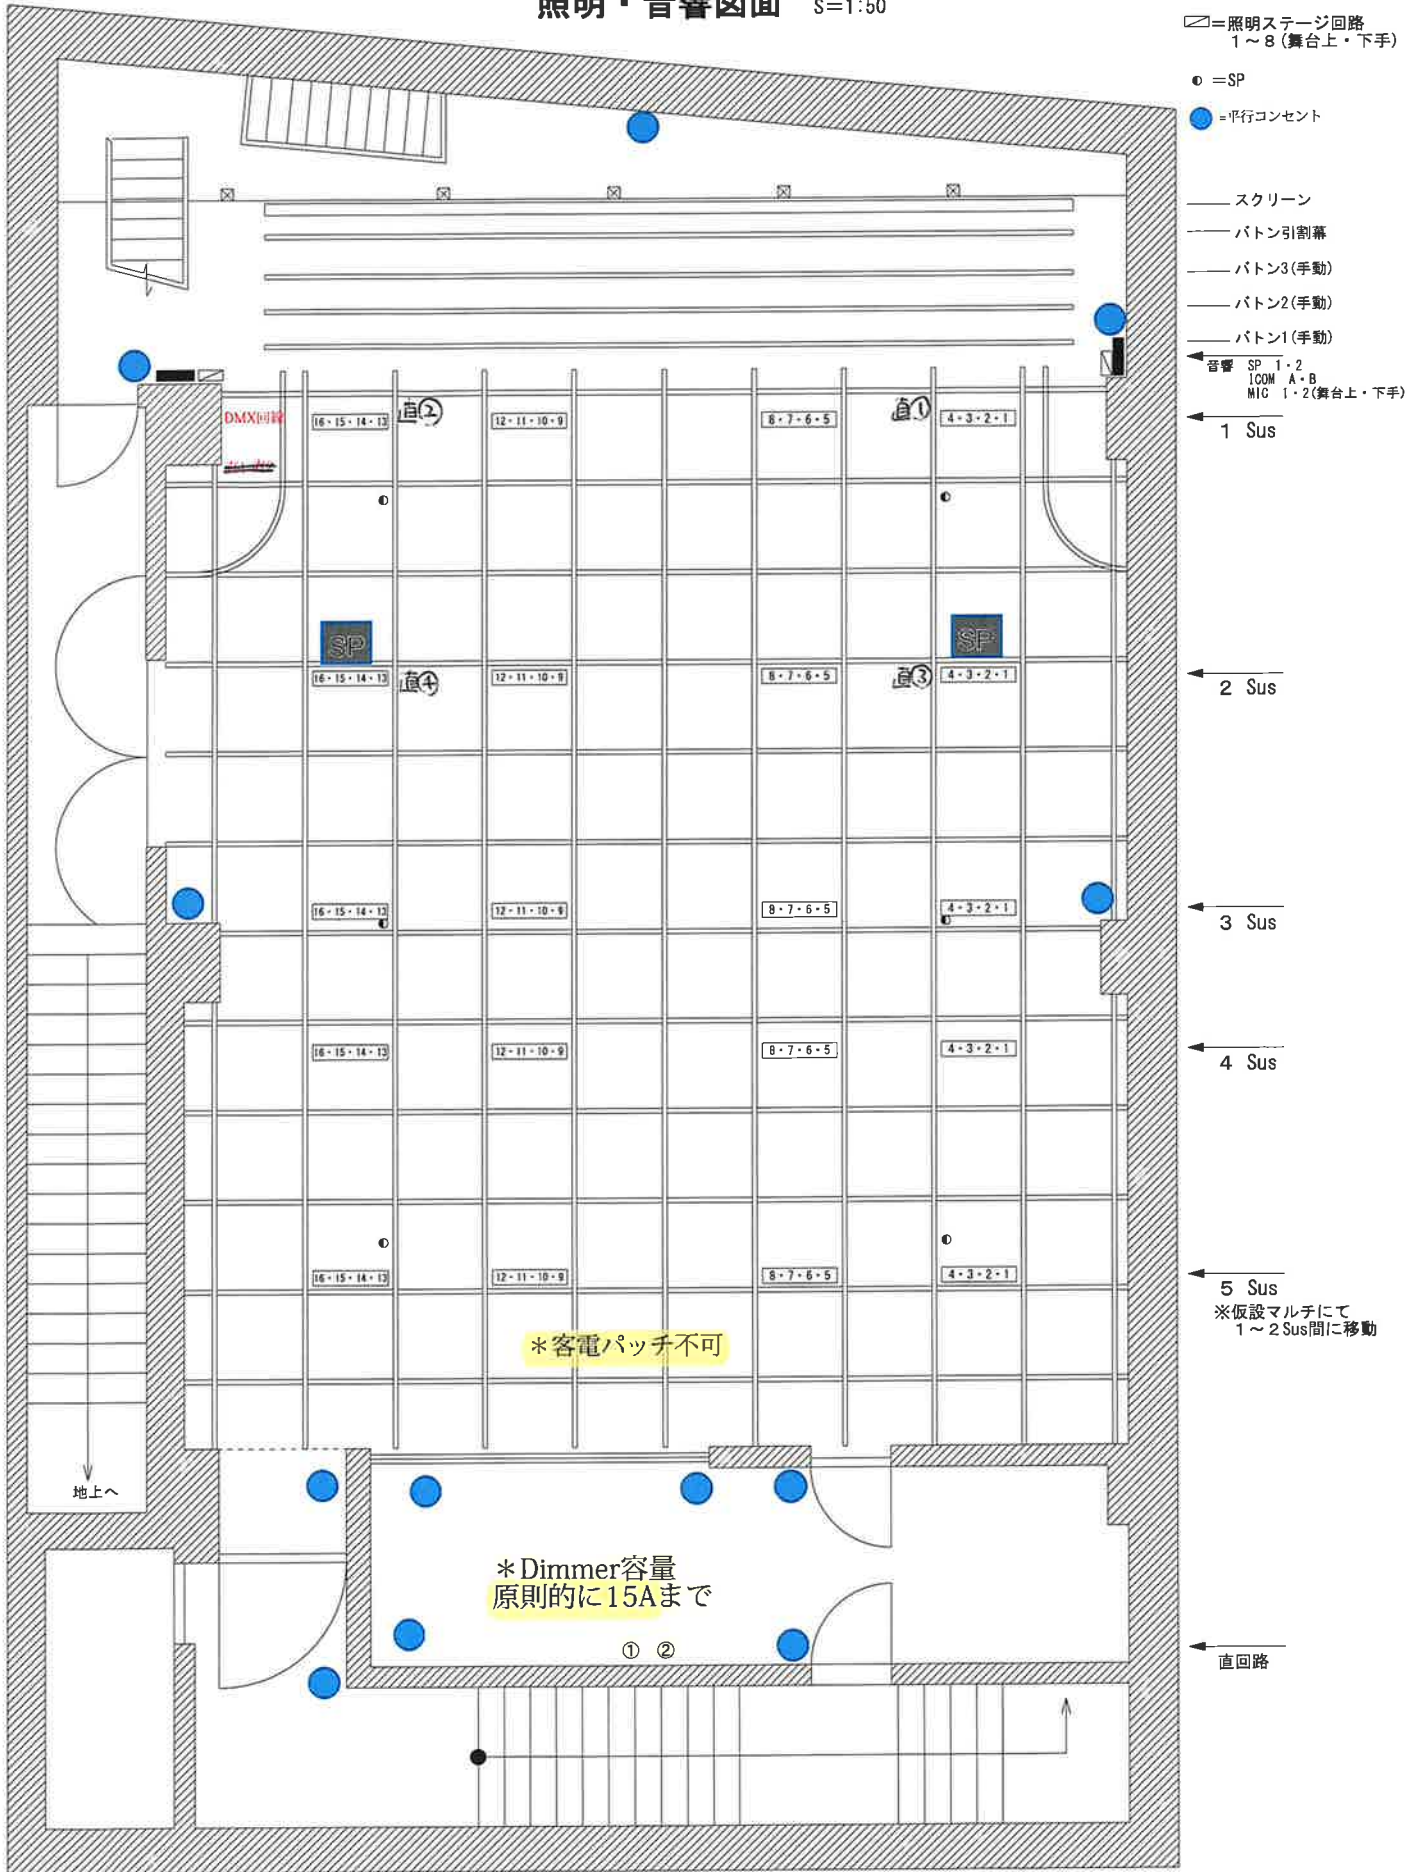 照明・音響図面 S=1:50
=照明ステージ回路
1～8(舞台上・下手)
=SP
=平行コンセント
スクリーン
バトン引割幕
バトン3(手動)
バトン2(手動)
バトン1(手動)
音響 SP 1・2
ICOM A・B
MIC 1・2(舞台上・下手)
DMX回線
16・15・14・13 直② 12・11・10・9 8・7・6・5 直① 4・3・2・1
1 Sus
SP SP
16・15・14・13 直④ 12・11・10・9 8・7・6・5 直③ 4・3・2・1
2 Sus
16・15・14・13 12・11・10・9 8・7・6・5 4・3・2・1
3 Sus
16・15・14・13 12・11・10・9 8・7・6・5 4・3・2・1
4 Sus
16・15・14・13 12・11・10・9 8・7・6・5 4・3・2・1
5 Sus
※仮設マルチにて
1～2Sus間に移動
＊客電パッチ不可
地上へ
＊Dimmer容量
原則的に15Aまで
① ②
直回路